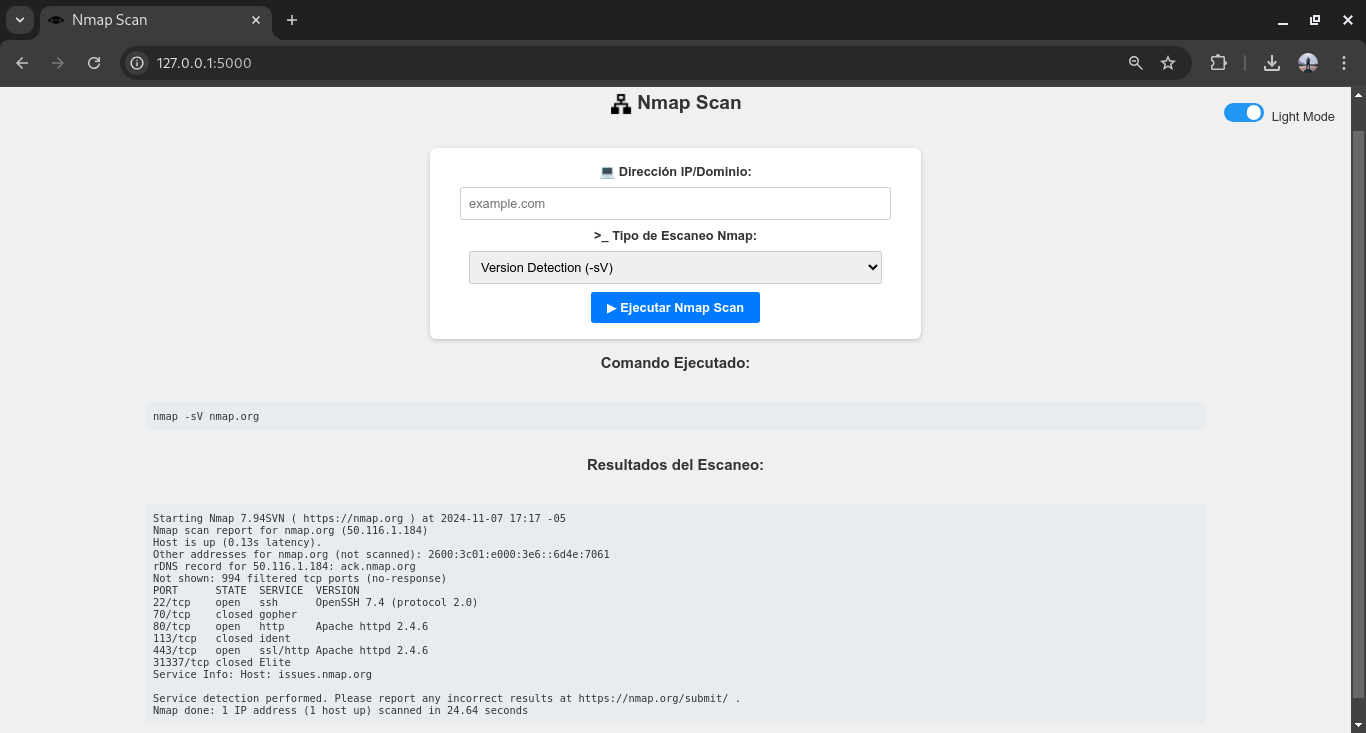 Nmap Scan
127.0.0.1:5000
Nmap Scan
Light Mode
Dirección IP/Dominio:
example.com
>_ Tipo de Escaneo Nmap:
Version Detection (-sV)
▶ Ejecutar Nmap Scan
Comando Ejecutado:
nmap -sV nmap.org
Resultados del Escaneo:
Starting Nmap 7.94SVN ( https://nmap.org ) at 2024-11-07 17:17 -05
Nmap scan report for nmap.org (50.116.1.184)
Host is up (0.13s latency).
Other addresses for nmap.org (not scanned): 2600:3c01:e000:3e6::6d4e:7061
rDNS record for 50.116.1.184: ack.nmap.org
Not shown: 994 filtered tcp ports (no-response)
PORT      STATE  SERVICE  VERSION
22/tcp    open   ssh      OpenSSH 7.4 (protocol 2.0)
70/tcp    closed gopher
80/tcp    open   http     Apache httpd 2.4.6
113/tcp   closed ident
443/tcp   open   ssl/http Apache httpd 2.4.6
31337/tcp closed Elite
Service Info: Host: issues.nmap.org
Service detection performed. Please report any incorrect results at https://nmap.org/submit/ .
Nmap done: 1 IP address (1 host up) scanned in 24.64 seconds